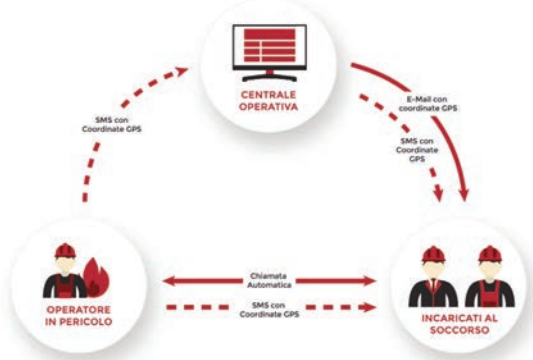 CENTRALE
OPERATIVA
E-Mail con
coordinate GPS
SMS con
Coordinate GPS
SMS con
Coordinate
GPS
Chiamata
Automatica
OPERATORE
IN PERICOLO
SMS con
Coordinate GPS
INCARICATI AL
SOCCORSO